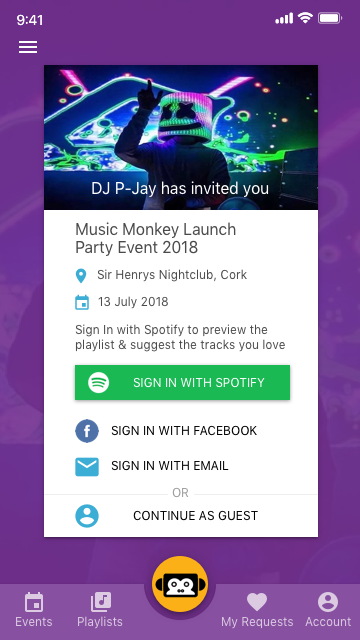 9:41
DJ P-Jay has invited you
Music Monkey Launch
Party Event 2018
Sir Henrys Nightclub, Cork
13 July 2018
Sign In with Spotify to preview the
playlist & suggest the tracks you love
SIGN IN WITH SPOTIFY
SIGN IN WITH FACEBOOK
SIGN IN WITH EMAIL
OR
CONTINUE AS GUEST
Events
Playlists
My Requests
Account